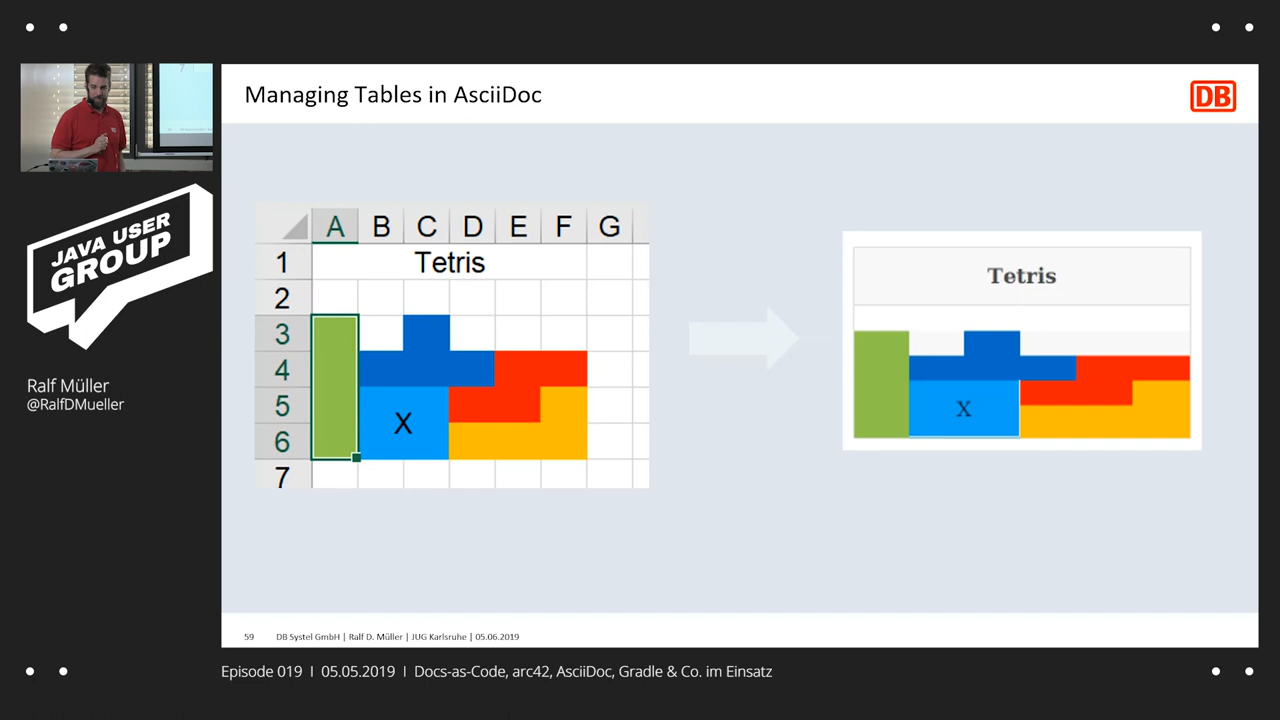 Managing Tables in AsciiDoc
DB
JAVA USER
GROUP
Ralf Müller
@RalfDMueller
A B C D E F G
1 Tetris
2
3
4
5 X
6
7
Tetris
X
59 DB Systel GmbH | Ralf D. Müller | JUG Karlsruhe | 05.06.2019
Episode 019 I 05.05.2019 I Docs-as-Code, arc42, AsciiDoc, Gradle & Co. im Einsatz